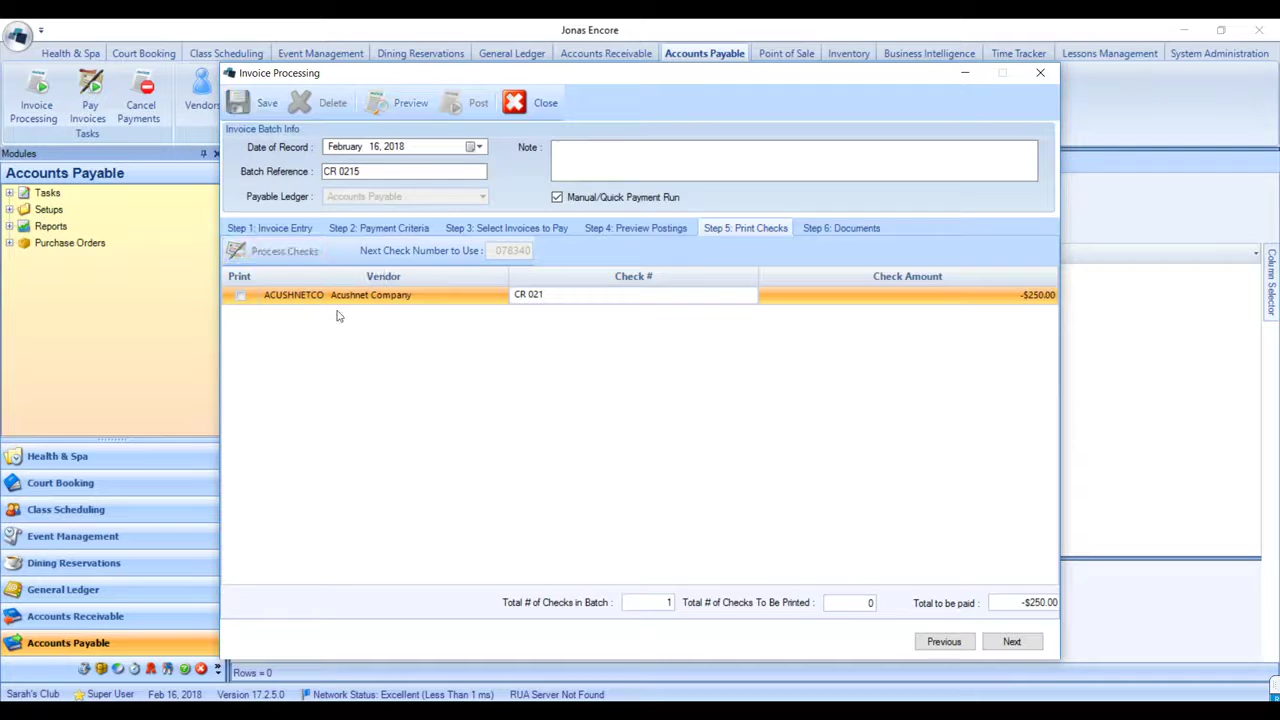 Jonas Encore
Health & Spa Court Booking Class Scheduling Event Management Dining Reservations General Ledger Accounts Receivable Accounts Payable Point of Sale Inventory Business Intelligence Time Tracker Lessons Management System Administration
Invoice Processing
Pay Invoices
Cancel Payments
Vendors
Tasks
Invoice Processing
Save Delete Preview Post Close
Invoice Batch Info
Date of Record : February 16, 2018 Note :
Batch Reference : CR 0215
Payable Ledger : Accounts Payable Manual/Quick Payment Run
Step 1: Invoice Entry Step 2: Payment Criteria Step 3: Select Invoices to Pay Step 4: Preview Postings Step 5: Print Checks Step 6: Documents
Process Checks Next Check Number to Use : 078340
Print Vendor Check # Check Amount
ACUSHNETCO Acushnet Company CR 021 -$250.00
Total # of Checks in Batch : 1 Total # of Checks To Be Printed : 0 Total to be paid : -$250.00
Previous Next
Modules
Accounts Payable
Tasks
Setups
Reports
Purchase Orders
Health & Spa
Court Booking
Class Scheduling
Event Management
Dining Reservations
General Ledger
Accounts Receivable
Accounts Payable
Column Selector
Rows = 0
Sarah's Club Super User Feb 16, 2018 Version 17.2.5.0 Network Status: Excellent (Less Than 1 ms) RUA Server Not Found